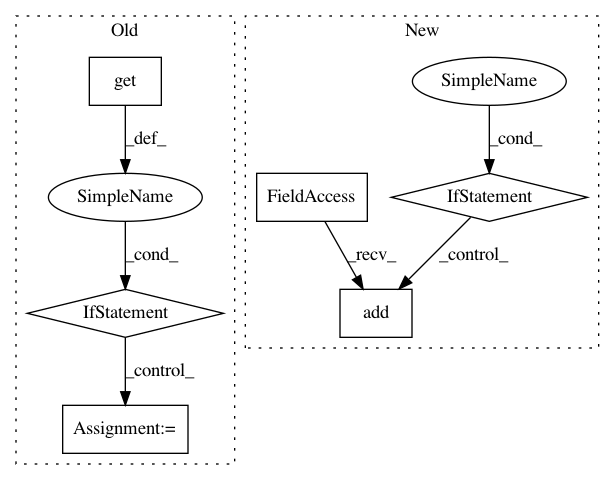 Old
get
_def_
SimpleName
_cond_
IfStatement
_control_
Assignment:=
New
SimpleName
_cond_
FieldAccess
IfStatement
_recv_
_control_
add